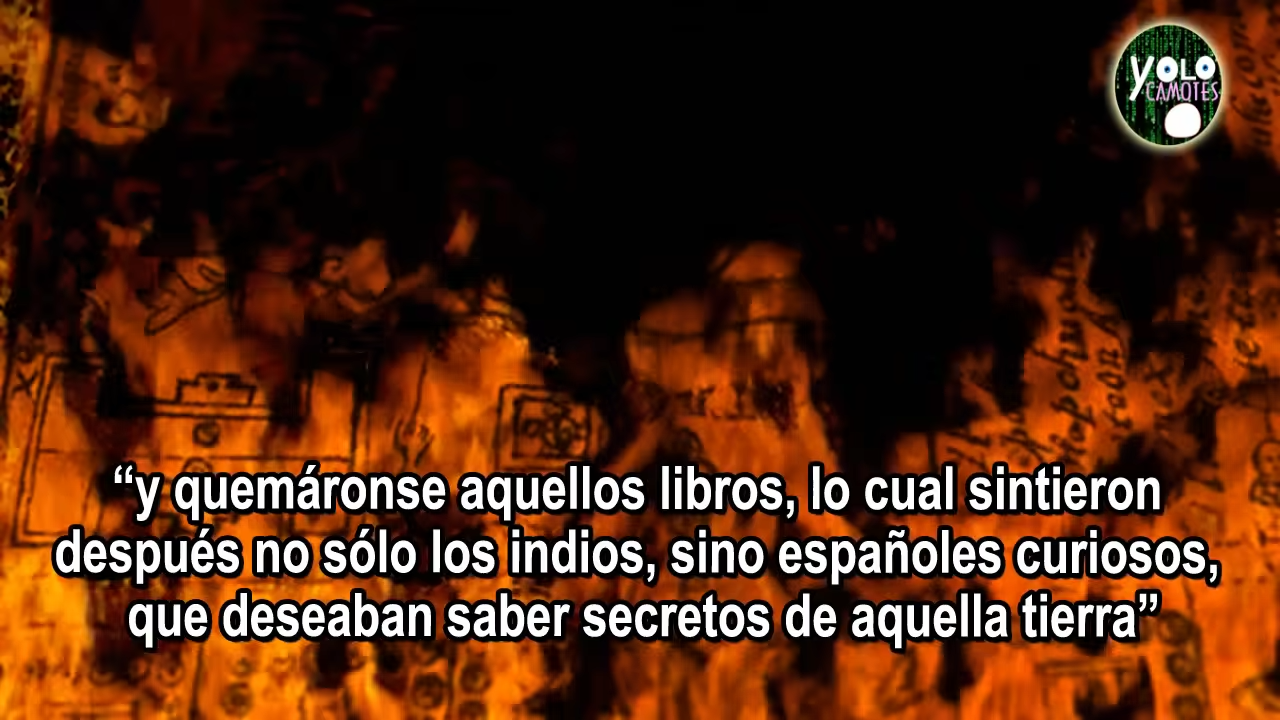 YOLO
CAMOTES
“y quemáronse aquellos libros, lo cual sintieron
después no sólo los indios, sino españoles curiosos,
que deseaban saber secretos de aquella tierra”